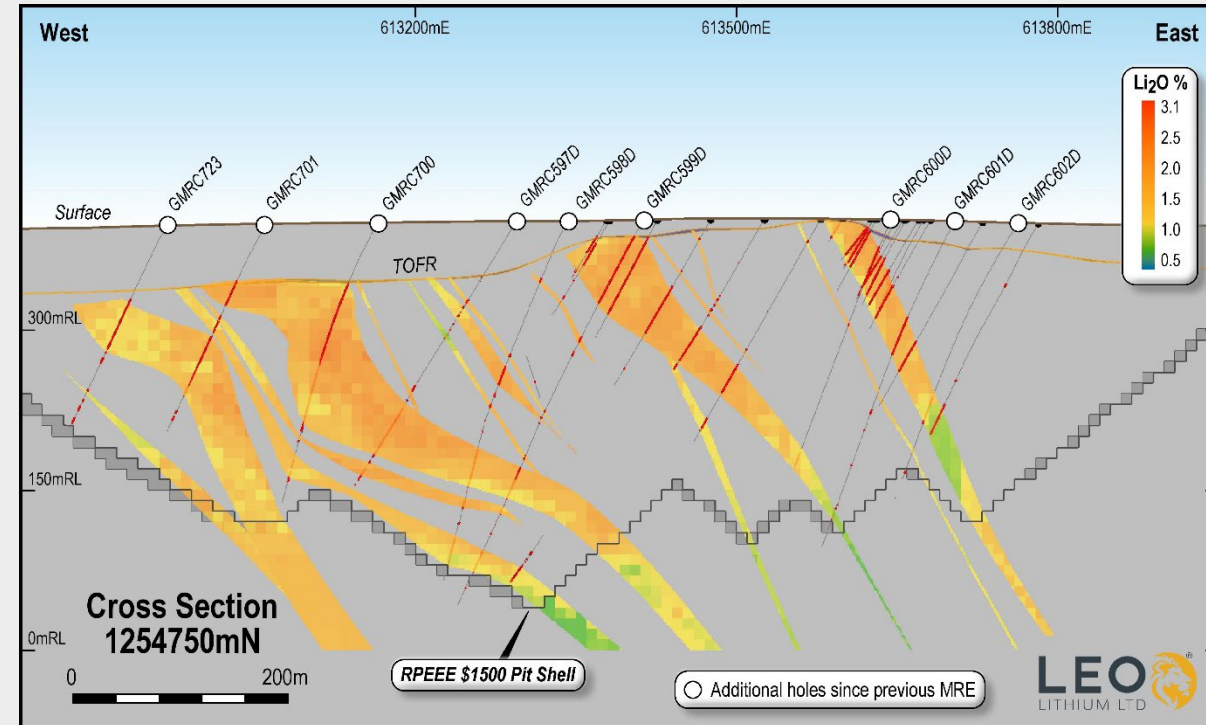 West
613200mE
613500mE
613800mE
East
Li₂O %
3.1
2.5
2.0
1.5
1.0
0.5
GMRC723
GMRC701
GMRC700
GMRC597D
GMRC598D
GMRC599D
GMRC600D
GMRC601D
GMRC602D
Surface
TOFR
300mRL
150mRL
0mRL
Cross Section
1254750mN
0
200m
RPEEE $1500 Pit Shell
Additional holes since previous MRE
LEO
LITHIUM LTD
®